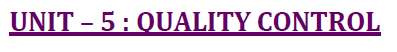 UNIT – 5 : QUALITY CONTROL